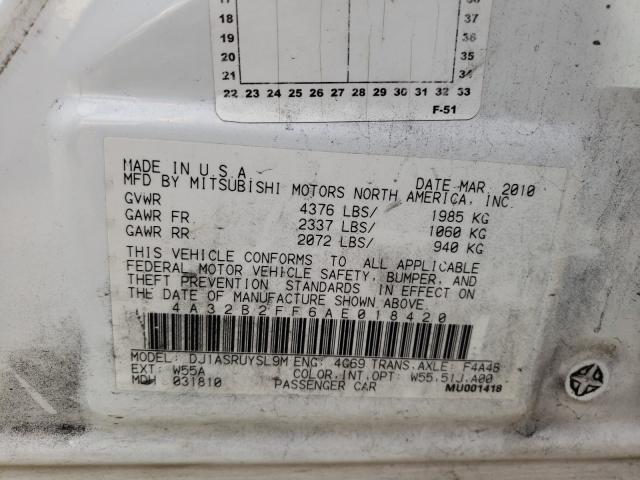 18 37
22 36
20 35
21 34
22 23 24 25 26 27 28 29 30 31 32 33
F-51
MADE IN U.S.A. DATE MAR. 2010
MFD BY MITSUBISHI MOTORS NORTH AMERICA, INC.
GVWR 4376 LBS/ 1985 KG
GAWR FR. 2337 LBS/ 1060 KG
GAWR RR. 2072 LBS/ 940 KG
THIS VEHICLE CONFORMS TO ALL APPLICABLE
FEDERAL MOTOR VEHICLE SAFETY, BUMPER, AND
THEFT PREVENTION STANDARDS IN EFFECT ON
THE DATE OF MANUFACTURE SHOWN ABOVE.
4A32B2FF6AE018420
MODEL: DJ1ASRUYSL9M ENG: 4G69 TRANS.AXLE: F4A4B
EXT: W55A COLOR.INT.OPT: W55.51J.A00
MDH 031810 PASSENGER CAR MU001418